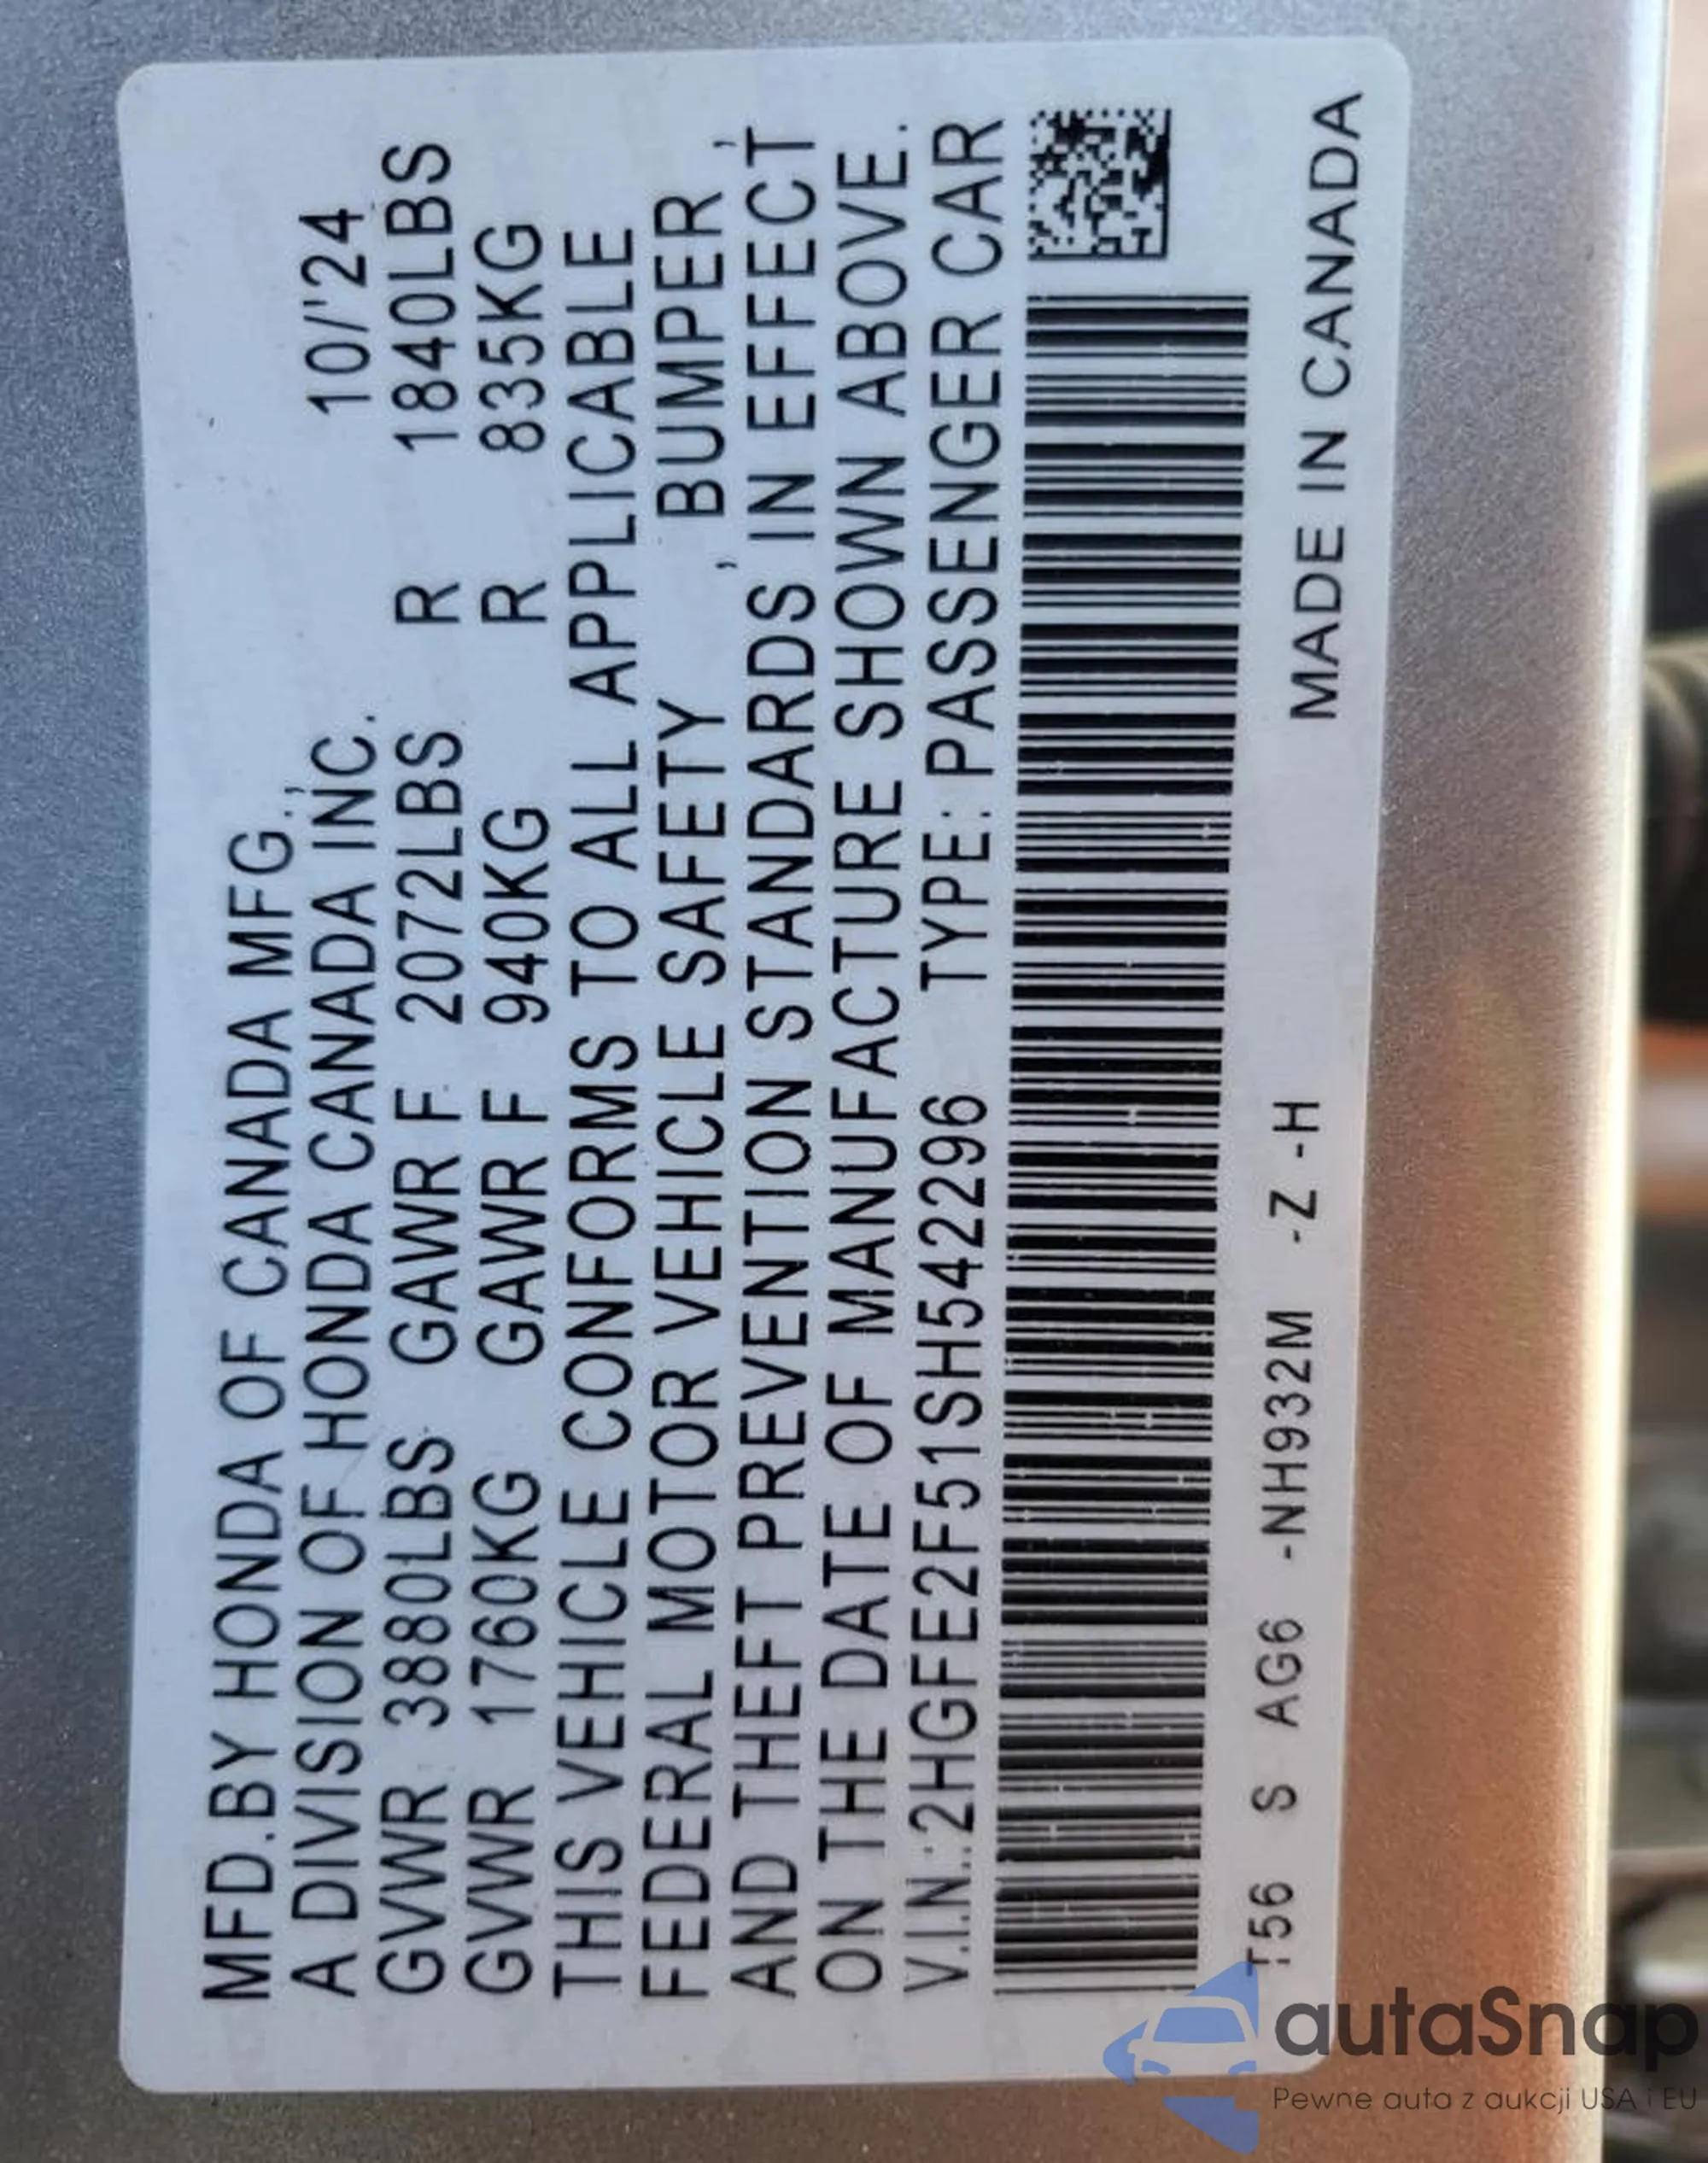 MFD.BY HONDA OF CANADA MFG.,
10/'24
A DIVISION OF HONDA CANADA INC.
GVWR 3880LBS GAWR F 2072LBS R 1840LBS
GVWR 1760KG GAWR F 940KG R 835KG
THIS VEHICLE CONFORMS TO ALL APPLICABLE
FEDERAL MOTOR VEHICLE SAFETY , BUMPER ,
AND THEFT PREVENTION STANDARDS IN EFFECT
ON THE DATE OF MANUFACTURE SHOWN ABOVE.
V.I.N.:2HGFE2F51SH542296 TYPE: PASSENGER CAR
T56 S AG6 -NH932M -Z -H MADE IN CANADA
autaSnap
Pewne auta z aukcji USA i EU